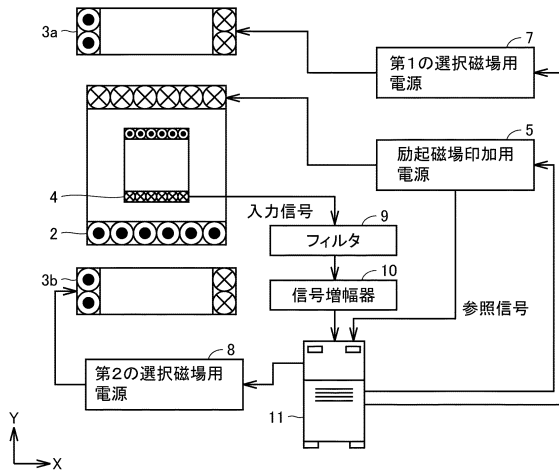 3a
7
第1の選択磁場用
電源
5
励起磁場印加用
電源
4
入力信号
9
フィルタ
2
10
信号増幅器
3b
参照信号
8
第2の選択磁場用
電源
11
Y
X